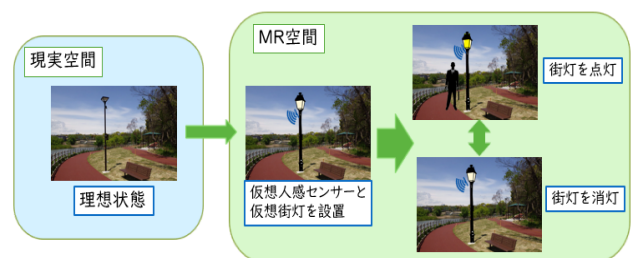 現実空間
理想状態
MR空間
仮想人感センサーと
仮想街灯を設置
街灯を点灯
街灯を消灯